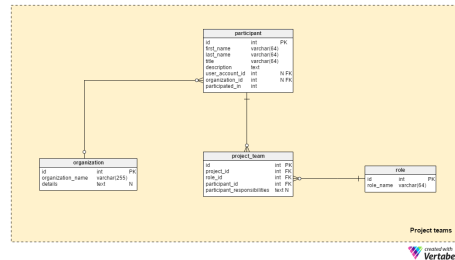 participant
id int PK
first_name varchar(64)
last_name varchar(64)
title varchar(64)
description text
user_account_id int N FK
organization_id int N FK
participated_in int
organization
id int PK
organization_name varchar(255)
details text N
project_team
id int PK
project_id int FK
role_id int FK
participant_id int FK
participant_responsibilities text N
role
id int PK
role_name varchar(64)
Project teams
created with
Vertabe